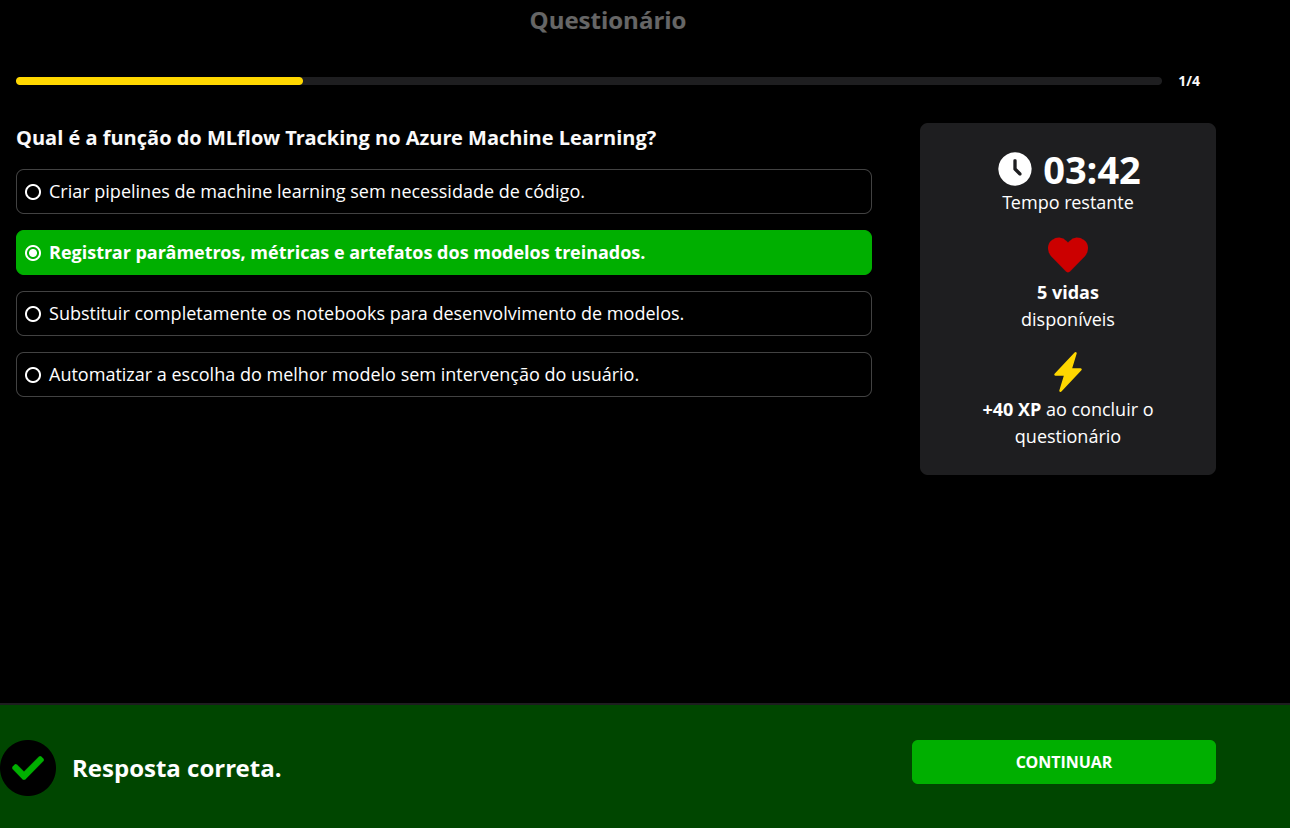 Questionário
1/4
Qual é a função do MLflow Tracking no Azure Machine Learning?
Criar pipelines de machine learning sem necessidade de código.
Registrar parâmetros, métricas e artefatos dos modelos treinados.
Substituir completamente os notebooks para desenvolvimento de modelos.
Automatizar a escolha do melhor modelo sem intervenção do usuário.
03:42
Tempo restante
5 vidas
disponíveis
+40 XP ao concluir o
questionário
Resposta correta.
CONTINUAR